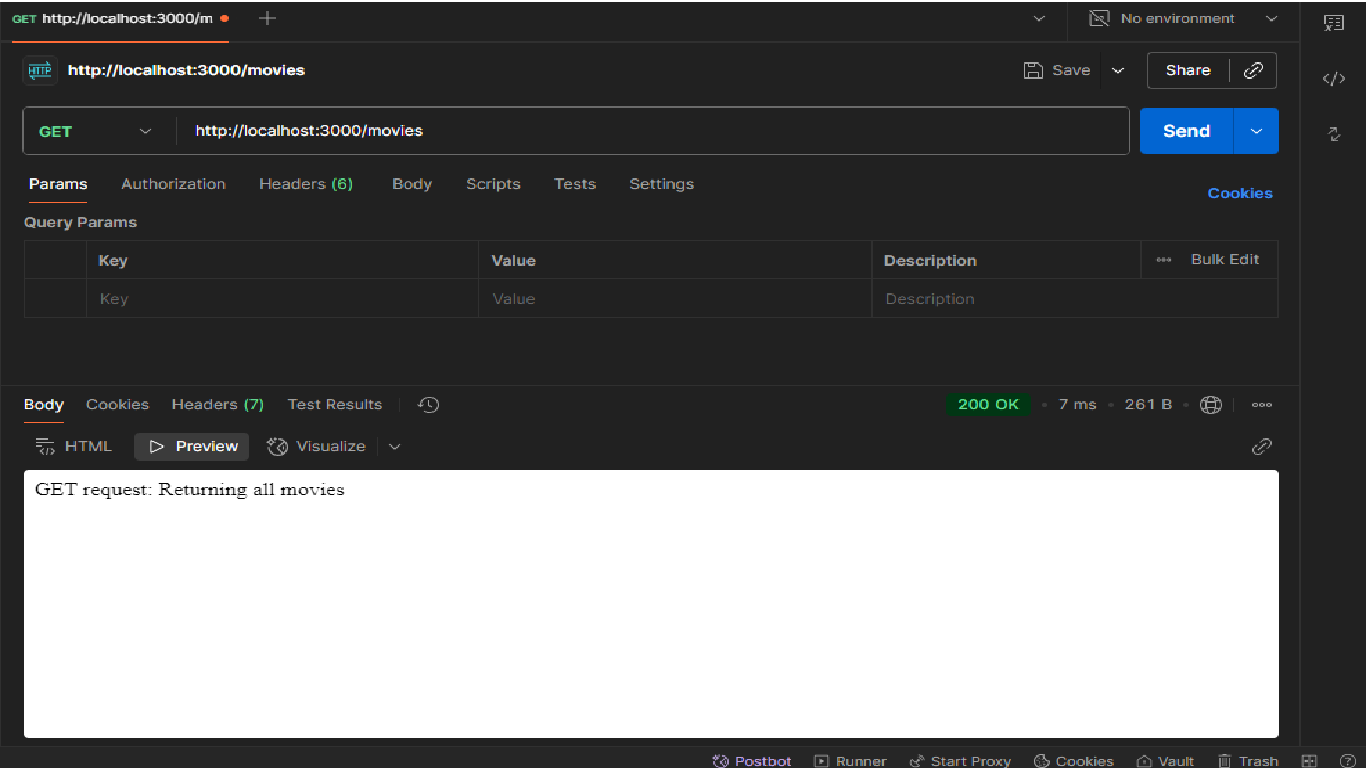 GET http://localhost:3000/m
No environment
HTTP http://localhost:3000/movies
Save
Share
GET http://localhost:3000/movies
Send
Params Authorization Headers (6) Body Scripts Tests Settings
Cookies
Query Params
Key Value Description Bulk Edit
Key Value Description
Body Cookies Headers (7) Test Results 200 OK 7 ms 261 B
HTML Preview Visualize
GET request: Returning all movies
Postbot Runner Start Proxy Cookies Vault Trash